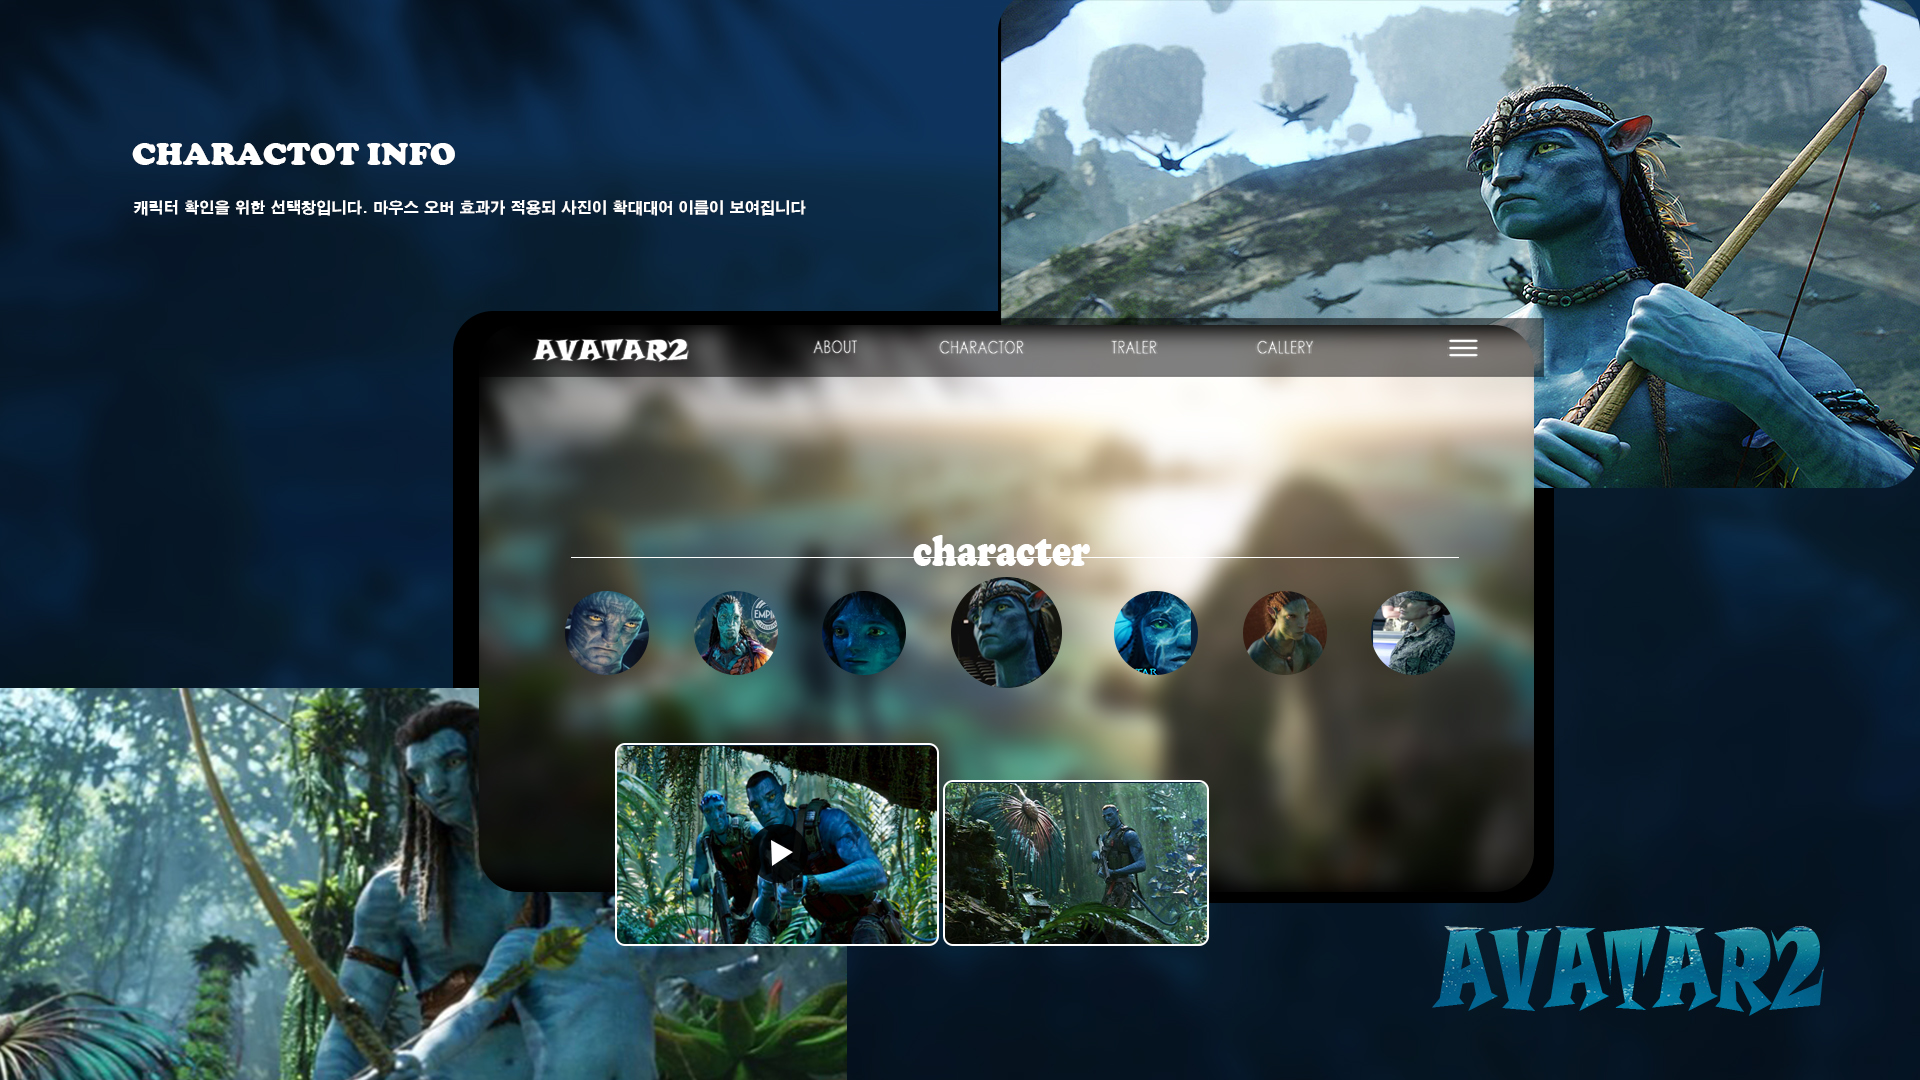 CHARACTOT INFO
캐릭터 확인을 위한 선택창입니다. 마우스 오버 효과가 적용되 사진이 확대대어 이름이 보여집니다
AVATAR2
ABOUT
CHARACTOR
TRALER
CALLERY
character
EMPI
AR
AVATAR2